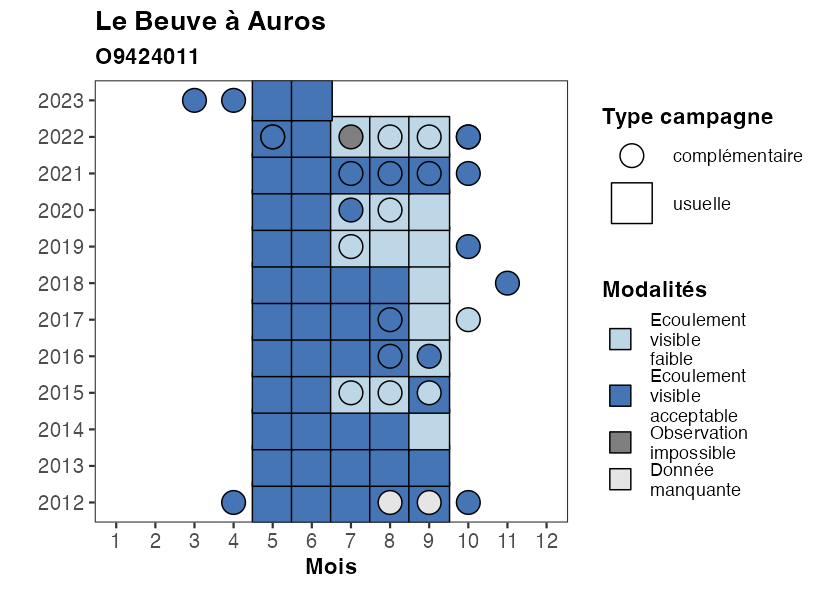 Le Beuve à Auros
O9424011
2023
2022
2021
2020
2019
2018
2017
2016
2015
2014
2013
2012
1 2 3 4 5 6 7 8 9 10 11 12
Mois
Type campagne
complémentaire
usuelle
Modalités
Ecoulement
visible
faible
Ecoulement
visible
acceptable
Observation
impossible
Donnée
manquante